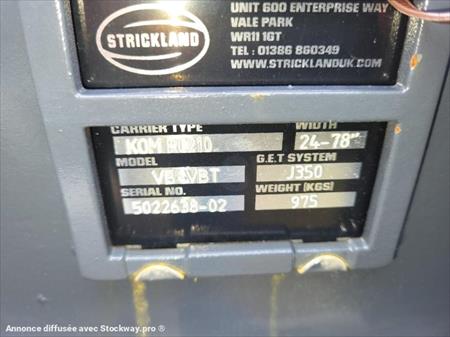 STRICKLAND
UNIT 600 ENTERPRISE WAY
VALE PARK
WR11 1GT
TEL : 01386 860349
WWW.STRICKLANDUK.COM
CARRIER TYPE WIDTH
KOM 24-78"
MODEL G.E.T SYSTEM
J350
SERIAL NO. WEIGHT (KGS)
5022638-02 975
Annonce diffusée avec Stockway.pro ®